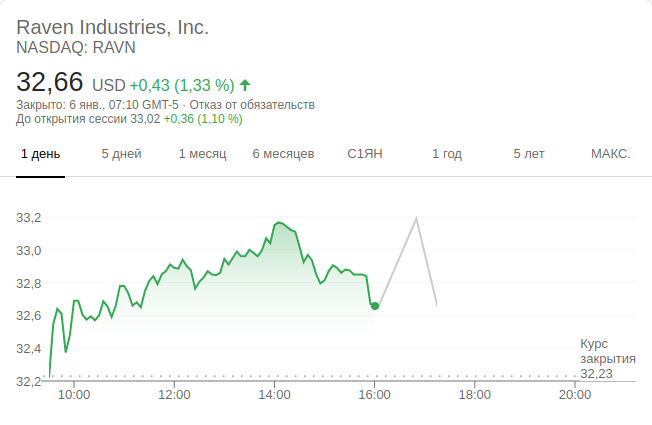 Raven Industries, Inc.
NASDAQ: RAVN
32,66 USD +0,43 (1,33 %)
Закрыто: 6 янв., 07:10 GMT-5 · Отказ от обязательств
До открытия сессии 33,02 +0,36 (1,10 %)
1 день 5 дней 1 месяц 6 месяцев С1ЯН 1 год 5 лет МАКС.
33,2
33,0
32,8
32,6
32,4
32,2
Курс
закрытия
32,23
10:00 12:00 14:00 16:00 18:00 20:00